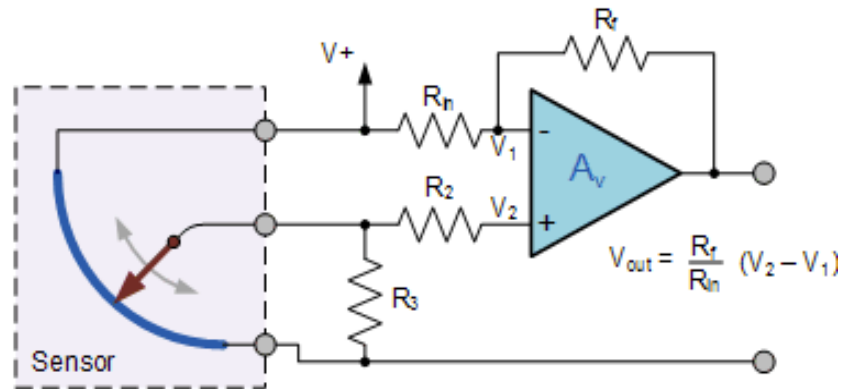 V+
Rf
Rin
V1
Av
R2
V2
Vout = Rf/Rin (V2 – V1)
R3
Sensor